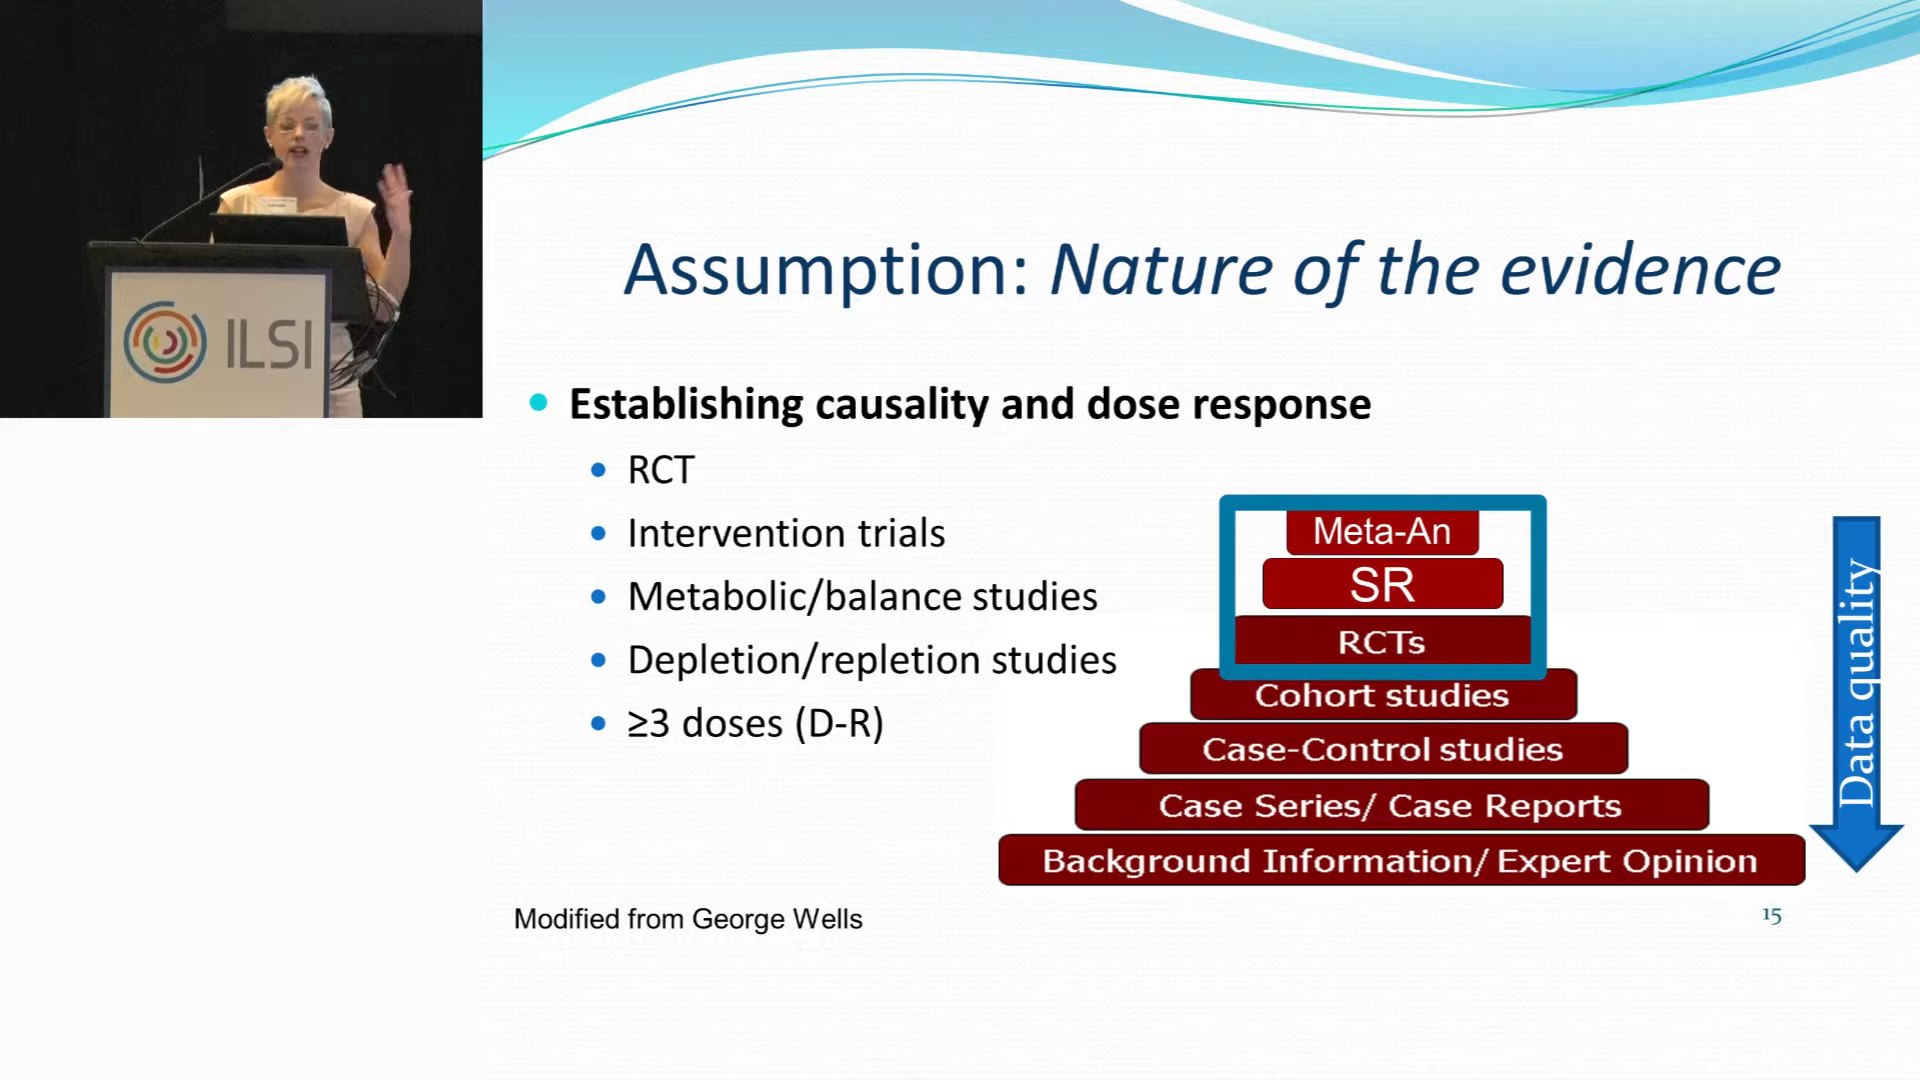 ILSI
Assumption: Nature of the evidence
Establishing causality and dose response
RCT
Intervention trials
Metabolic/balance studies
Depletion/repletion studies
≥3 doses (D-R)
Meta-An
SR
RCTs
Cohort studies
Case-Control studies
Case Series/ Case Reports
Background Information/ Expert Opinion
Data quality
Modified from George Wells
15